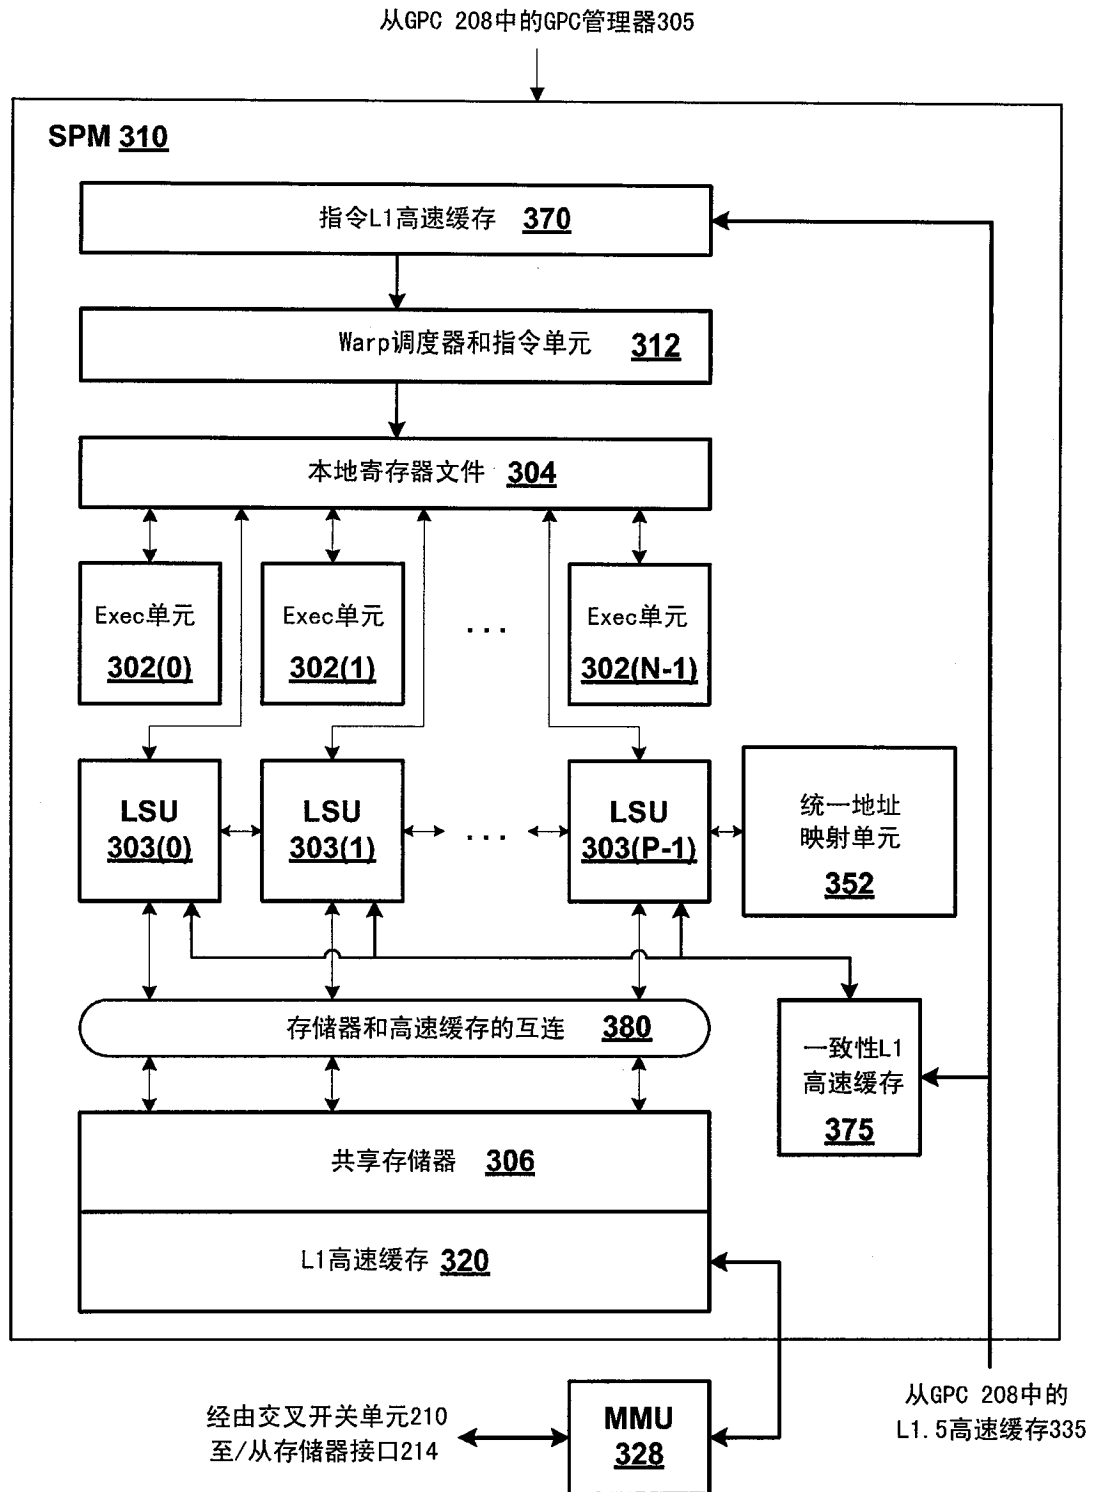 从GPC 208中的GPC管理器305
SPM 310
指令L1高速缓存 370
Warp调度器和指令单元 312
本地寄存器文件 304
Exec单元
302(0)
Exec单元
302(1)
...
Exec单元
302(N-1)
LSU
303(0)
LSU
303(1)
...
LSU
303(P-1)
统一地址
映射单元
352
存储器和高速缓存的互连 380
一致性L1
高速缓存
375
共享存储器 306
L1高速缓存 320
经由交叉开关单元210
至/从存储器接口214
MMU
328
从GPC 208中的
L1.5高速缓存335